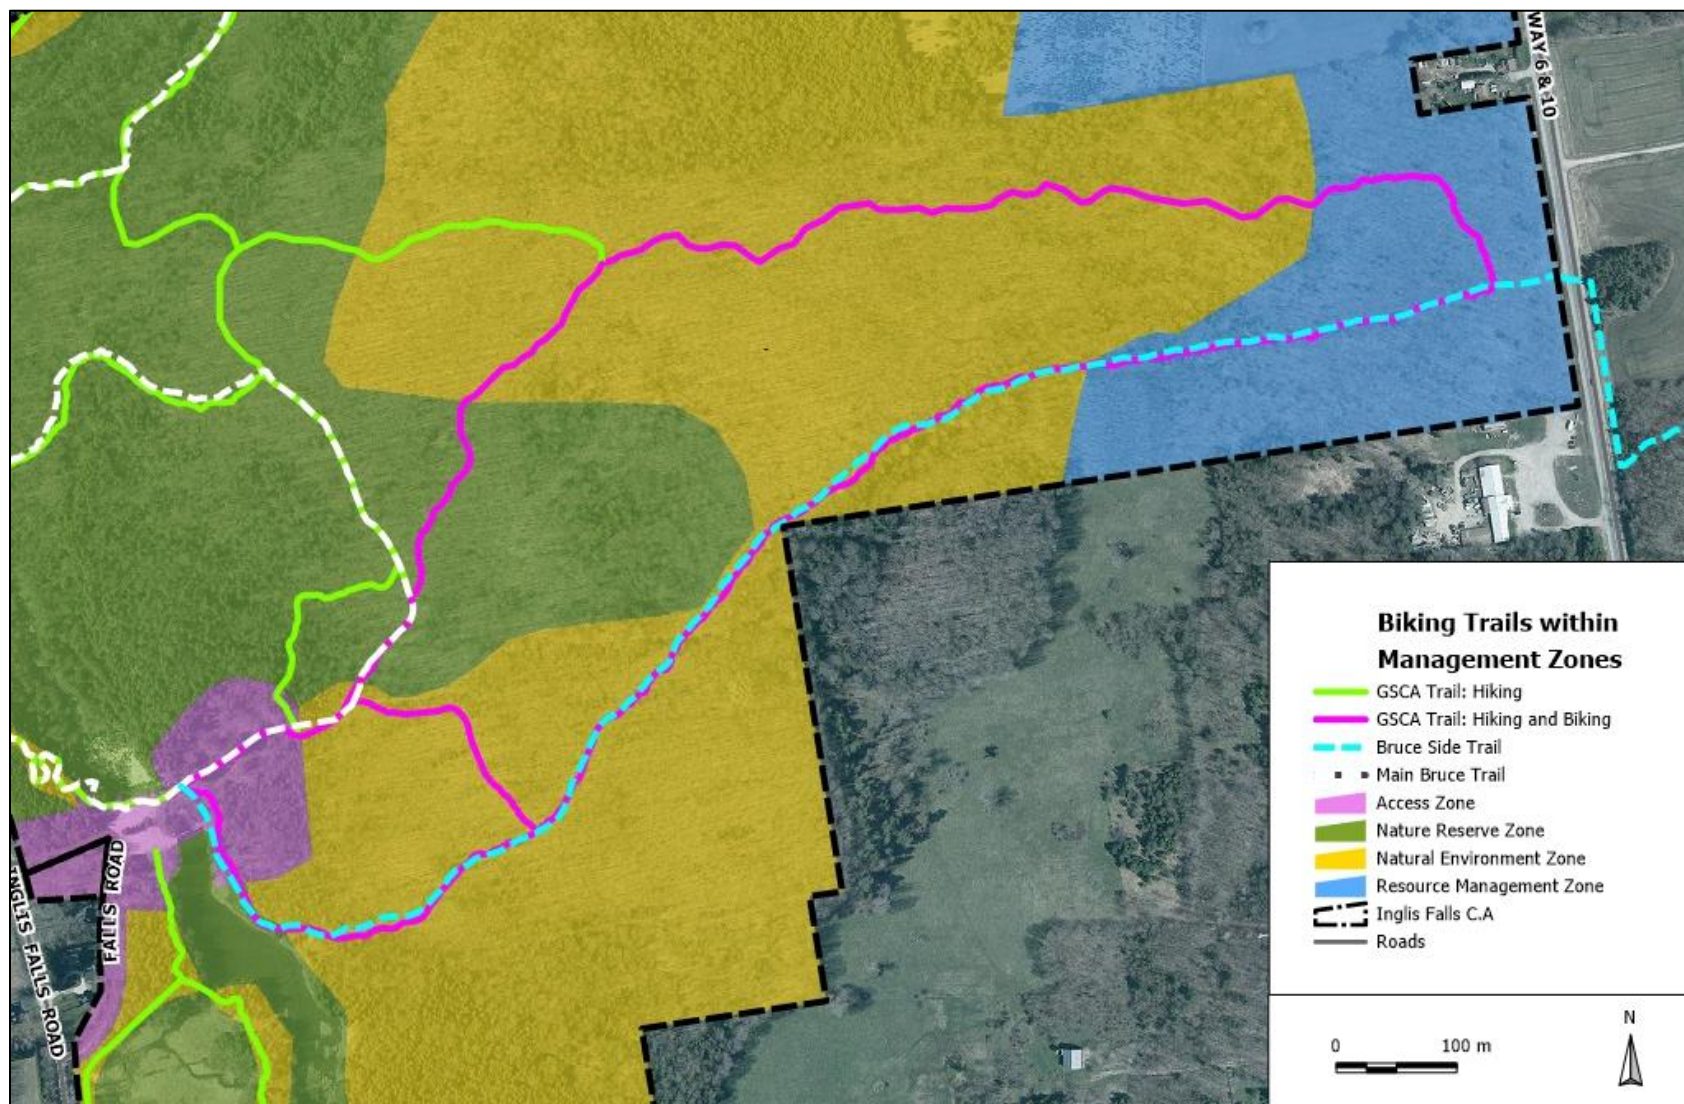 WAY 6 & 10
INGLIS FALLS ROAD
FALLS ROAD
Biking Trails within
Management Zones
GSCA Trail: Hiking
GSCA Trail: Hiking and Biking
Bruce Side Trail
Main Bruce Trail
Access Zone
Nature Reserve Zone
Natural Environment Zone
Resource Management Zone
Inglis Falls C.A
Roads
0 100 m
N